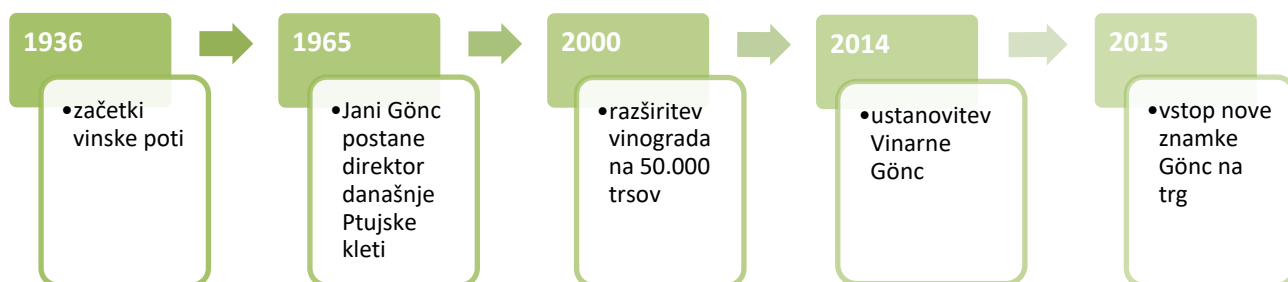 1936
•začetki
vinske poti
1965
•Jani Gönc
postane
direktor
današnje
Ptujske
kleti
2000
•razširitev
vinograda
na 50.000
trsov
2014
•ustanovitev
Vinarne
Gönc
2015
•vstop nove
znamke
Gönc na
trg